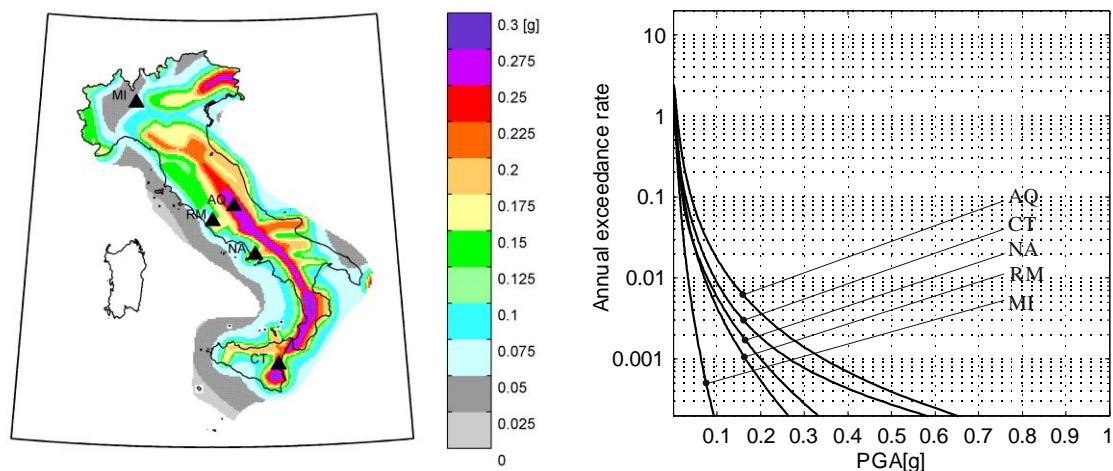 MI
AQ
RM
NA
CT
0.3 [g]
0.275
0.25
0.225
0.2
0.175
0.15
0.125
0.1
0.075
0.05
0.025
0
Annual exceedance rate
10
1
0.1
0.01
0.001
AQ
CT
NA
RM
MI
0.1 0.2 0.3 0.4 0.5 0.6 0.7 0.8 0.9 1
PGA[g]